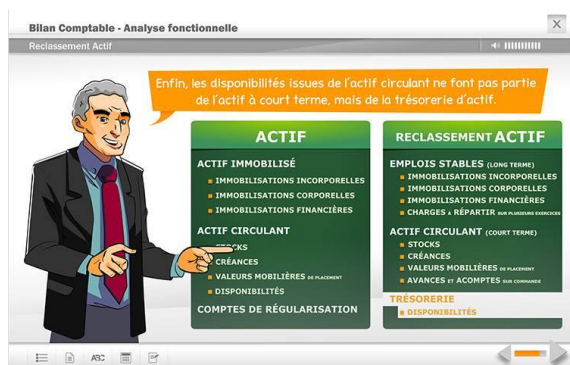 Bilan Comptable - Analyse fonctionnelle
X
Reclassement Actif
Enfin, les disponibilités issues de l'actif circulant ne font pas partie
de l'actif à court terme, mais de la trésorerie d'actif.
ACTIF
ACTIF IMMOBILISÉ
IMMOBILISATIONS INCORPORELLES
IMMOBILISATIONS CORPORELLES
IMMOBILISATIONS FINANCIÈRES
ACTIF CIRCULANT
STOCKS
CRÉANCES
VALEURS MOBILIÈRES DE PLACEMENT
DISPONIBILITÉS
COMPTES DE RÉGULARISATION
RECLASSEMENT ACTIF
EMPLOIS STABLES (LONG TERME)
IMMOBILISATIONS INCORPORELLES
IMMOBILISATIONS CORPORELLES
IMMOBILISATIONS FINANCIÈRES
CHARGES À RÉPARTIR SUR PLUSIEURS EXERCICES
ACTIF CIRCULANT (COURT TERME)
STOCKS
CRÉANCES
VALEURS MOBILIÈRES DE PLACEMENT
AVANCES ET ACOMPTES SUR COMMANDE
TRÉSORERIE
DISPONIBILITÉS
ABC